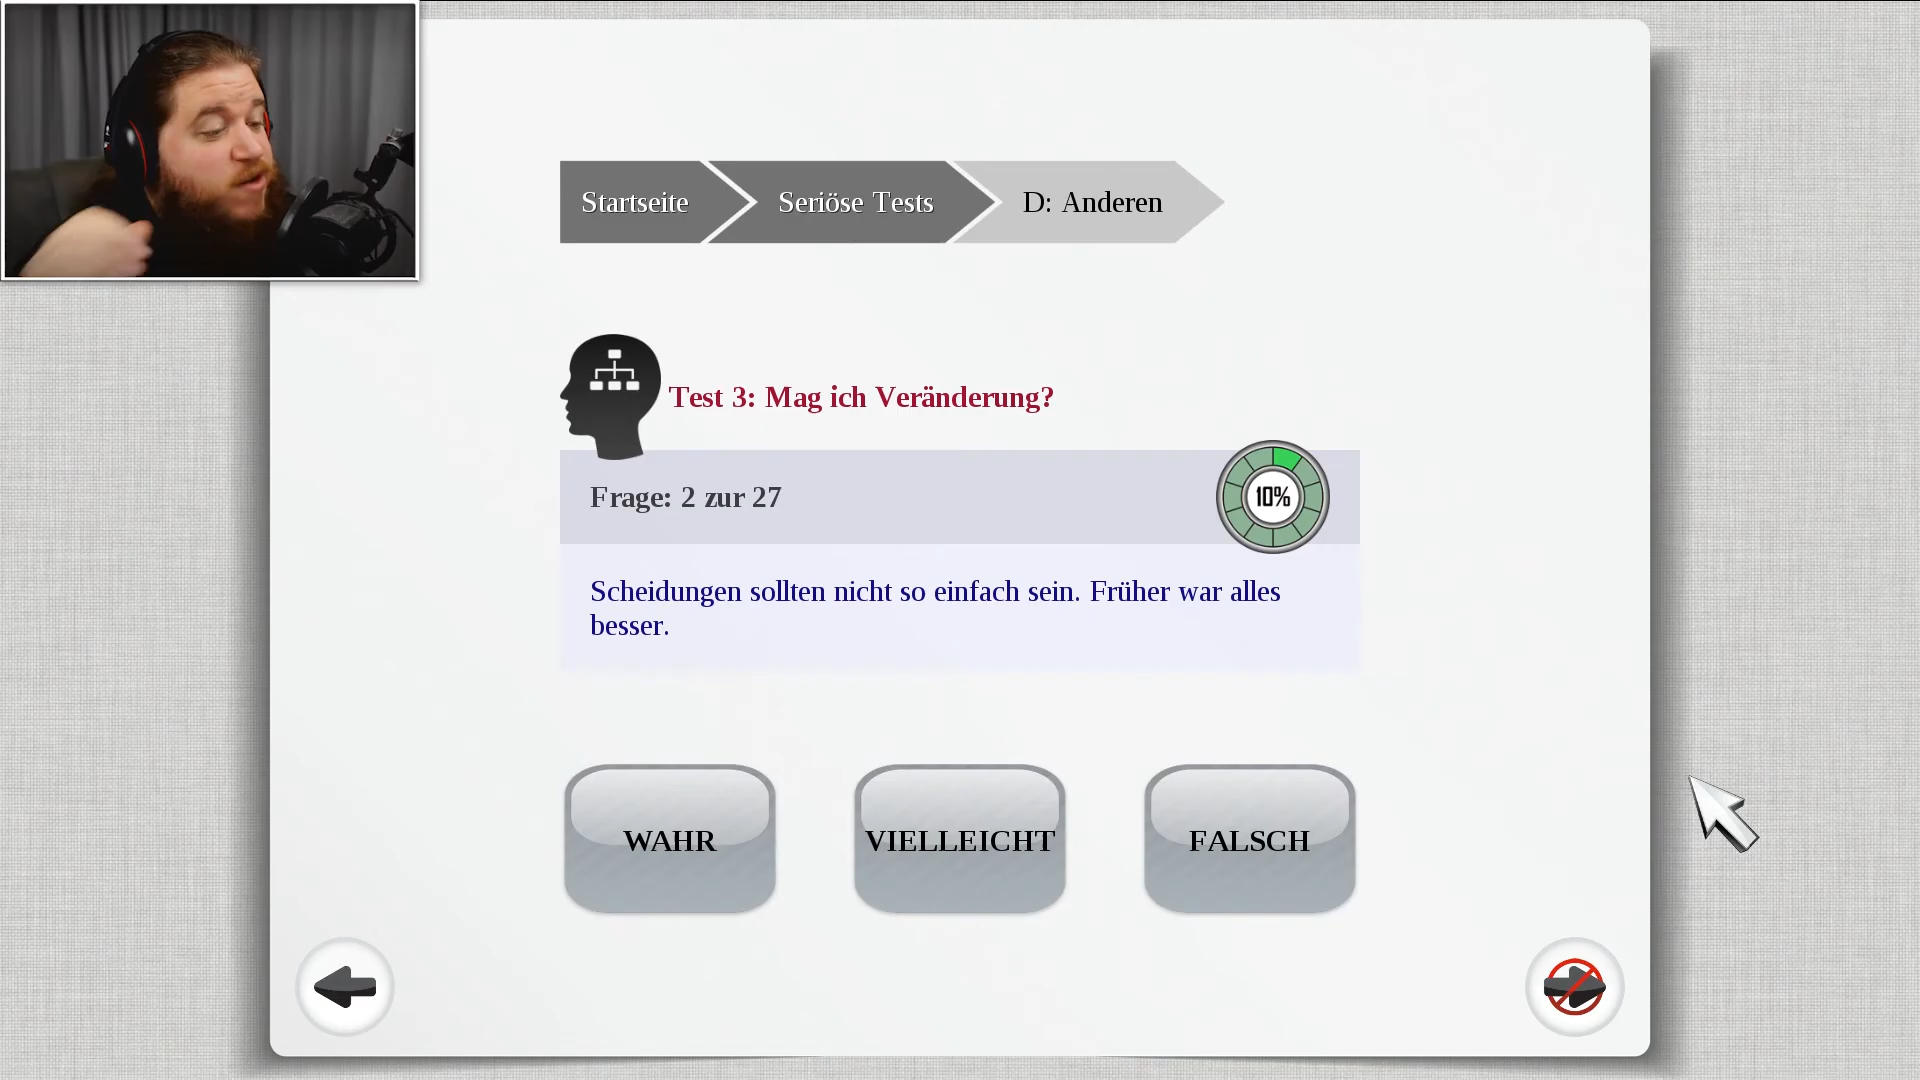 Startseite
Seriöse Tests
D: Anderen
Test 3: Mag ich Veränderung?
Frage: 2 zur 27
10%
Scheidungen sollten nicht so einfach sein. Früher war alles
besser.
WAHR
VIELLEICHT
FALSCH